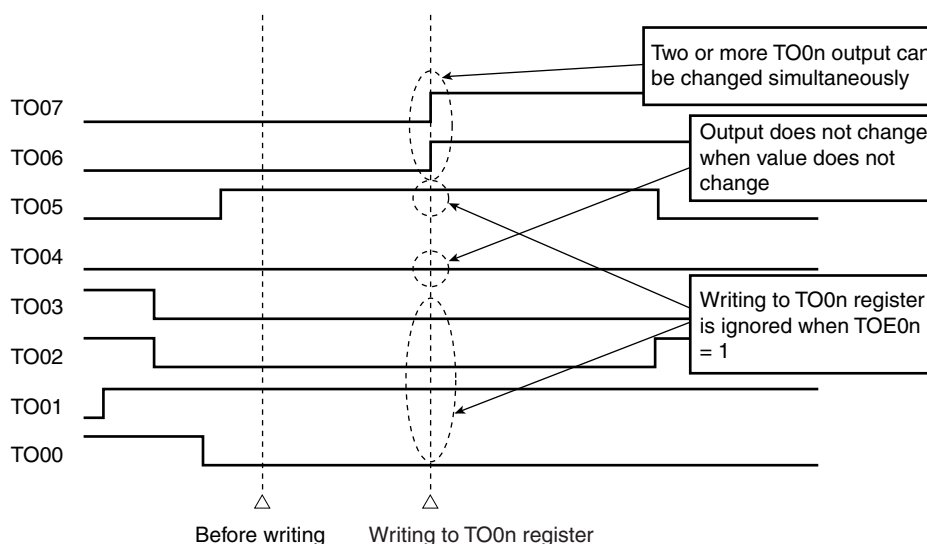 Two or more TO0n output can
be changed simultaneously
TO07
Output does not change
when value does not
change
TO06
TO05
TO04
TO03
Writing to TO0n register
is ignored when TOE0n
= 1
TO02
TO01
TO00
Before writing
Writing to TO0n register